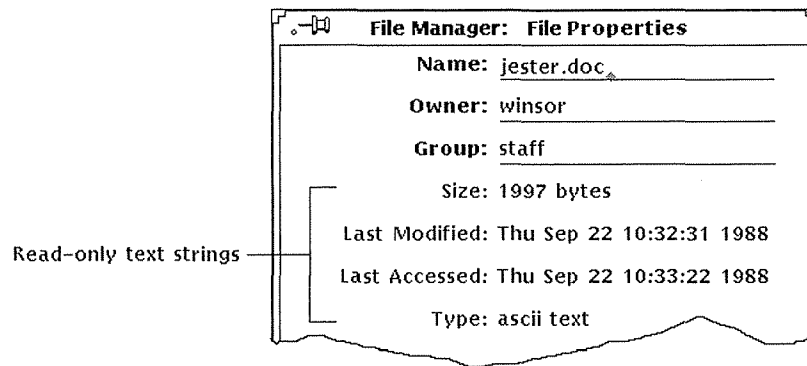 File Manager: File Properties
Name: jester.doc
Owner: winsor
Group: staff
Size: 1997 bytes
Last Modified: Thu Sep 22 10:32:31 1988
Read-only text strings
Last Accessed: Thu Sep 22 10:33:22 1988
Type: ascii text